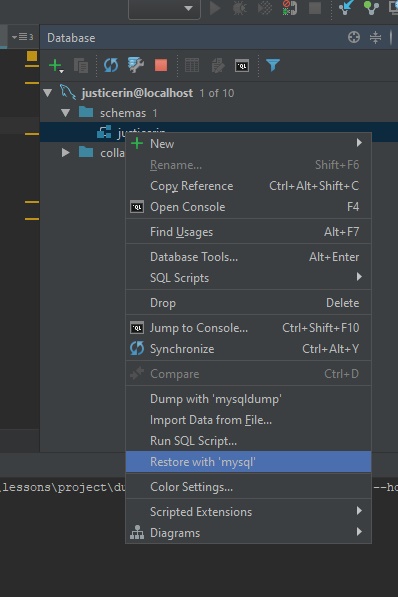 Database
justicerin@localhost 1 of 10
schemas 1
justicerin
colla
New
Rename... Shift+F6
Copy Reference Ctrl+Alt+Shift+C
Open Console F4
Find Usages Alt+F7
Database Tools... Alt+Enter
SQL Scripts
Drop Delete
Jump to Console... Ctrl+Shift+F10
Synchronize Ctrl+Alt+Y
Compare Ctrl+D
Dump with 'mysqldump'
Import Data from File...
Run SQL Script...
Restore with 'mysql'
Color Settings...
Scripted Extensions
Diagrams
lessons\project\du --ho